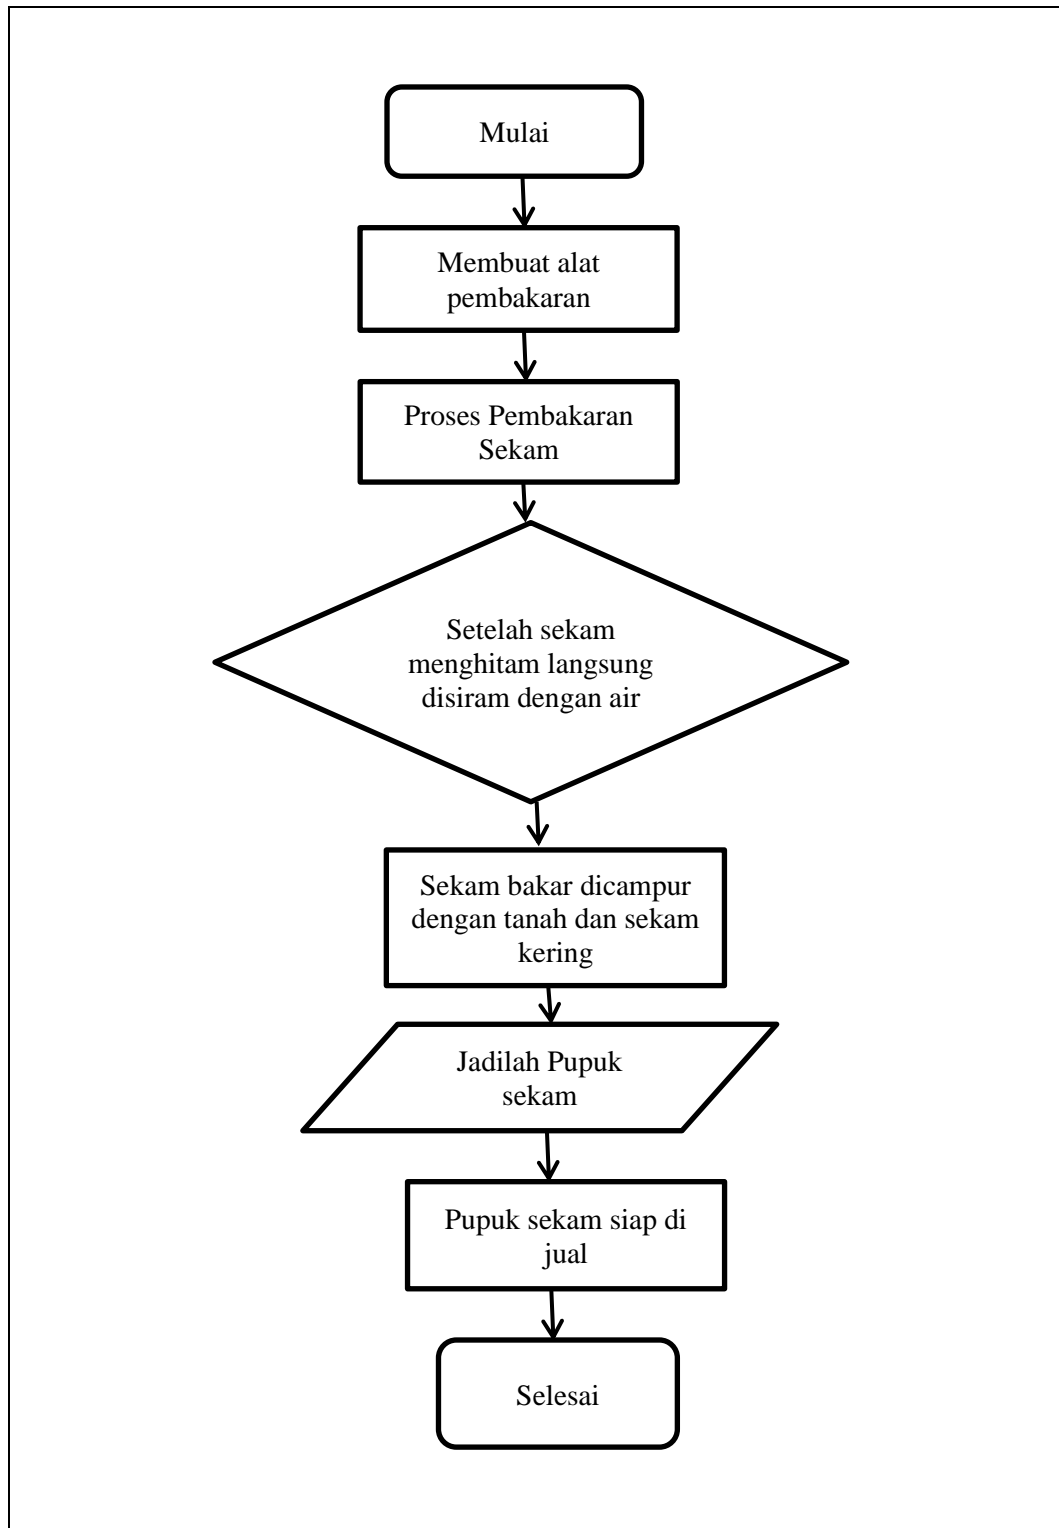 Mulai
Membuat alat
pembakaran
Proses Pembakaran
Sekam
Setelah sekam
menghitam langsung
disiram dengan air
Sekam bakar dicampur
dengan tanah dan sekam
kering
Jadilah Pupuk
sekam
Pupuk sekam siap di
jual
Selesai